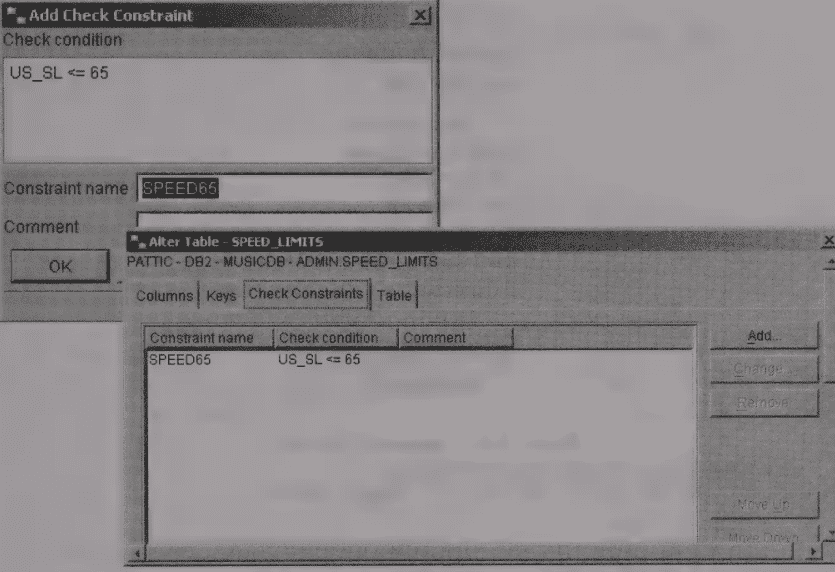 Add Check Constraint
Check condition
US_SL <= 65
Constraint name SPEED65
Comment
OK
Alter Table - SPEED_LIMITS
PATTIC - DB2 - MUSICDB - ADMIN.SPEED_LIMITS
Columns Keys Check Constraints Table
Constraint name Check condition Comment
SPEED65 US_SL <= 65
Add...
Change...
Remove
Move Up
Move Down